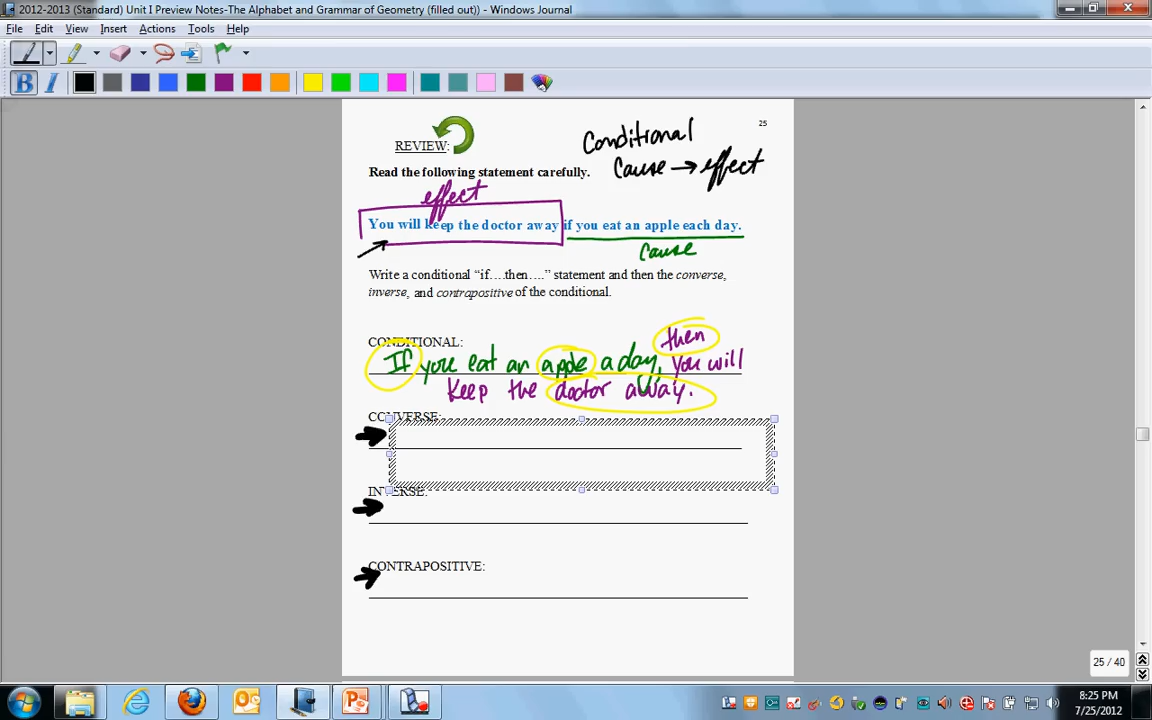 2012-2013 (Standard) Unit I Preview Notes-The Alphabet and Grammar of Geometry (filled out)) - Windows Journal
File Edit View Insert Actions Tools Help
B I
25
Conditional
REVIEW:
Cause → effect
Read the following statement carefully.
effect
You will keep the doctor away if you eat an apple each day.
Cause
Write a conditional “if….then….” statement and then the converse,
inverse, and contrapositive of the conditional.
CONDITIONAL:
then
If you eat an apple a day, you will
keep the doctor away.
CONVERSE:
INVERSE:
CONTRAPOSITIVE:
25 / 40
8:25 PM
7/25/2012